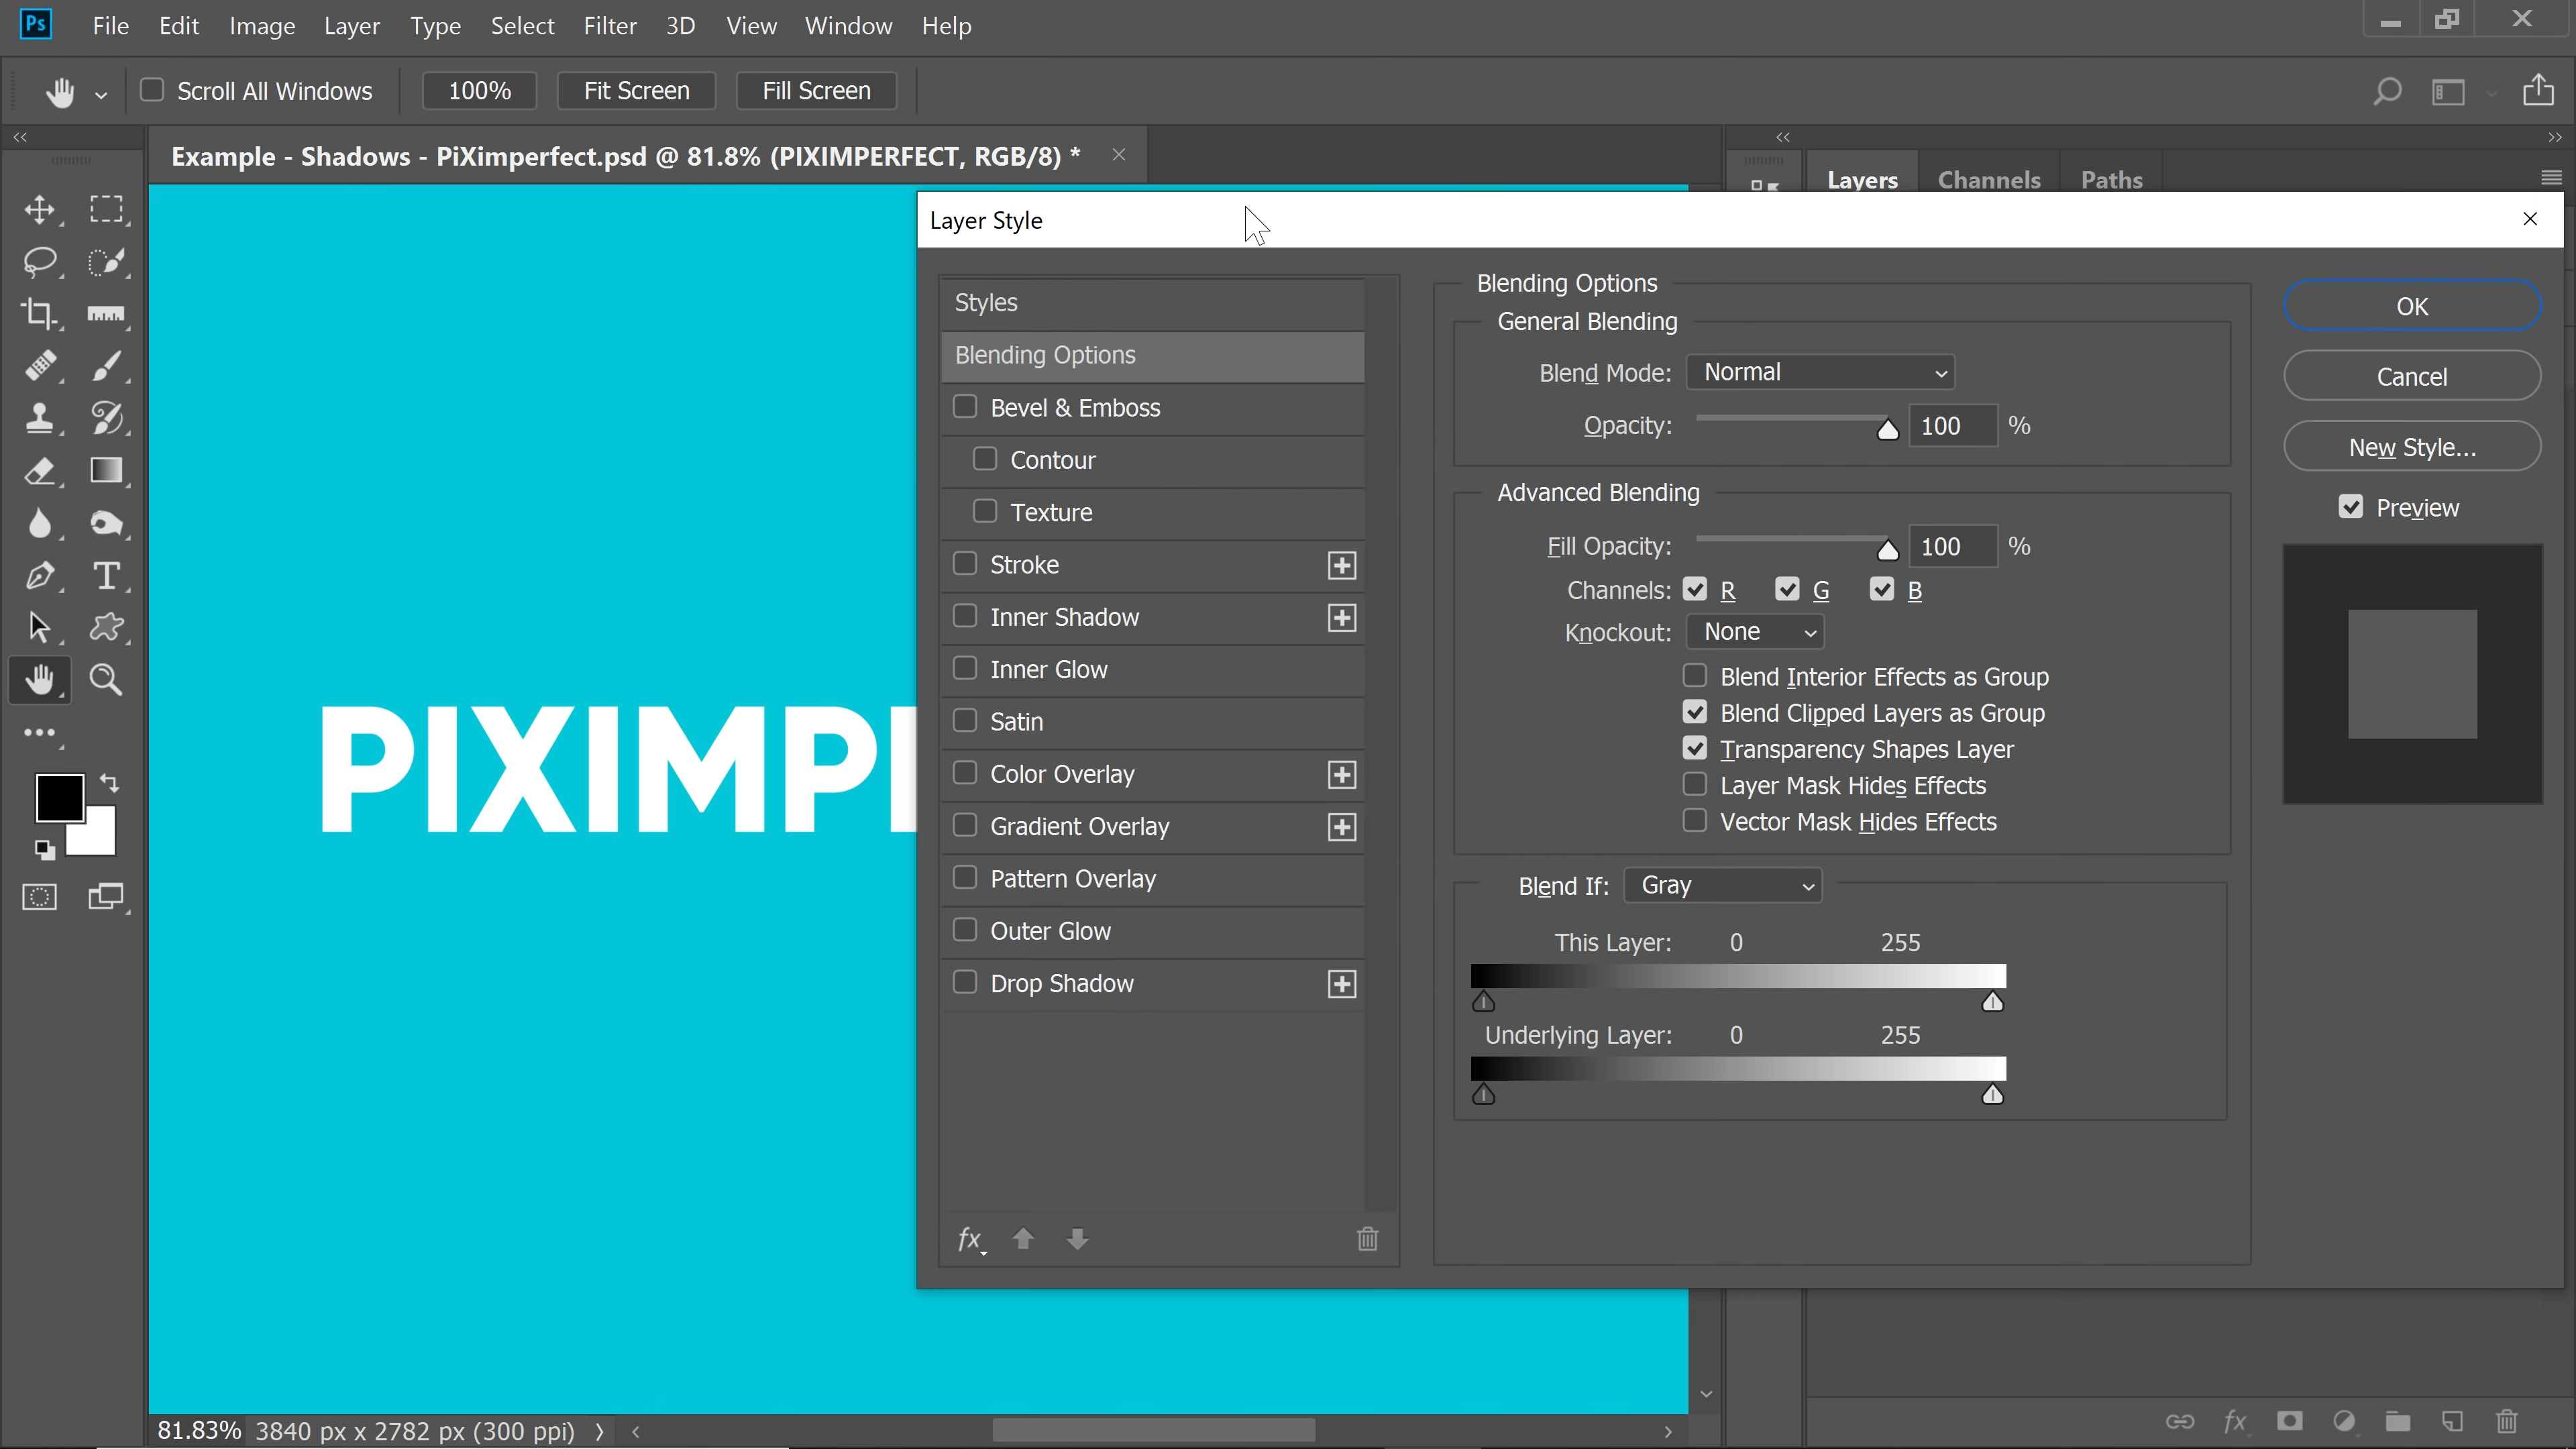 Ps File Edit Image Layer Type Select Filter 3D View Window Help
Scroll All Windows 100% Fit Screen Fill Screen
Example - Shadows - PiXimperfect.psd @ 81.8% (PIXIMPERFECT, RGB/8) *
Layers Channels Paths
PIXIMP
Layer Style
Styles
Blending Options
Bevel & Emboss
Contour
Texture
Stroke
Inner Shadow
Inner Glow
Satin
Color Overlay
Gradient Overlay
Pattern Overlay
Outer Glow
Drop Shadow
fx
Blending Options
General Blending
Blend Mode: Normal
Opacity: 100 %
Advanced Blending
Fill Opacity: 100 %
Channels: R G B
Knockout: None
Blend Interior Effects as Group
Blend Clipped Layers as Group
Transparency Shapes Layer
Layer Mask Hides Effects
Vector Mask Hides Effects
Blend If: Gray
This Layer: 0 255
Underlying Layer: 0 255
OK
Cancel
New Style...
Preview
81.83% 3840 px x 2782 px (300 ppi)
fx